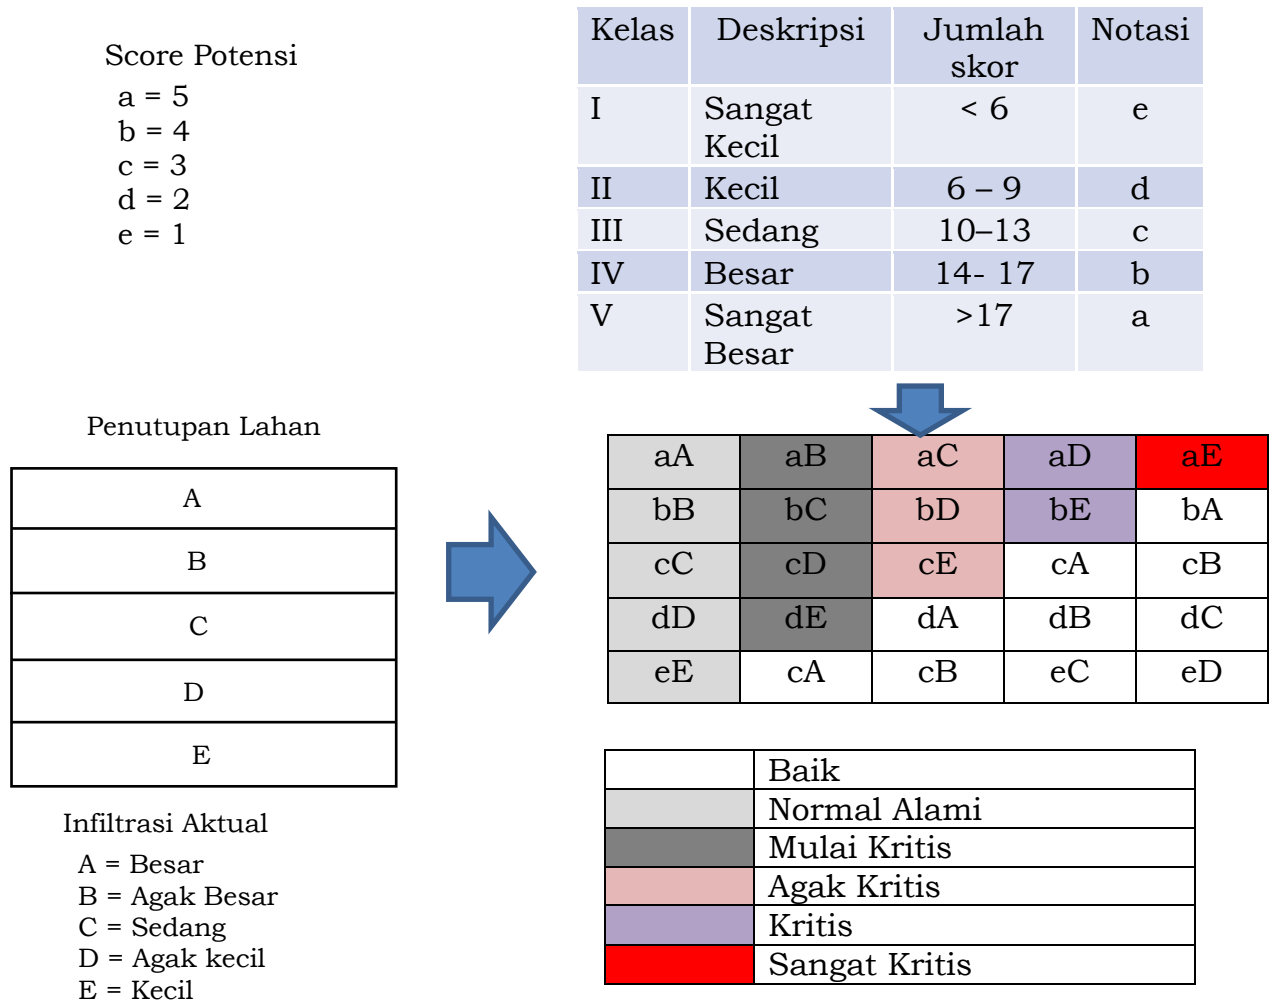 Score Potensi
a = 5
b = 4
c = 3
d = 2
e = 1
Kelas Deskripsi Jumlah skor Notasi
I Sangat Kecil < 6 e
II Kecil 6 – 9 d
III Sedang 10–13 c
IV Besar 14- 17 b
V Sangat Besar >17 a
Penutupan Lahan
A
B
C
D
E
Infiltrasi Aktual
A = Besar
B = Agak Besar
C = Sedang
D = Agak kecil
E = Kecil
aA aB aC aD aE
bB bC bD bE bA
cC cD cE cA cB
dD dE dA dB dC
eE cA cB eC eD
Baik
Normal Alami
Mulai Kritis
Agak Kritis
Kritis
Sangat Kritis